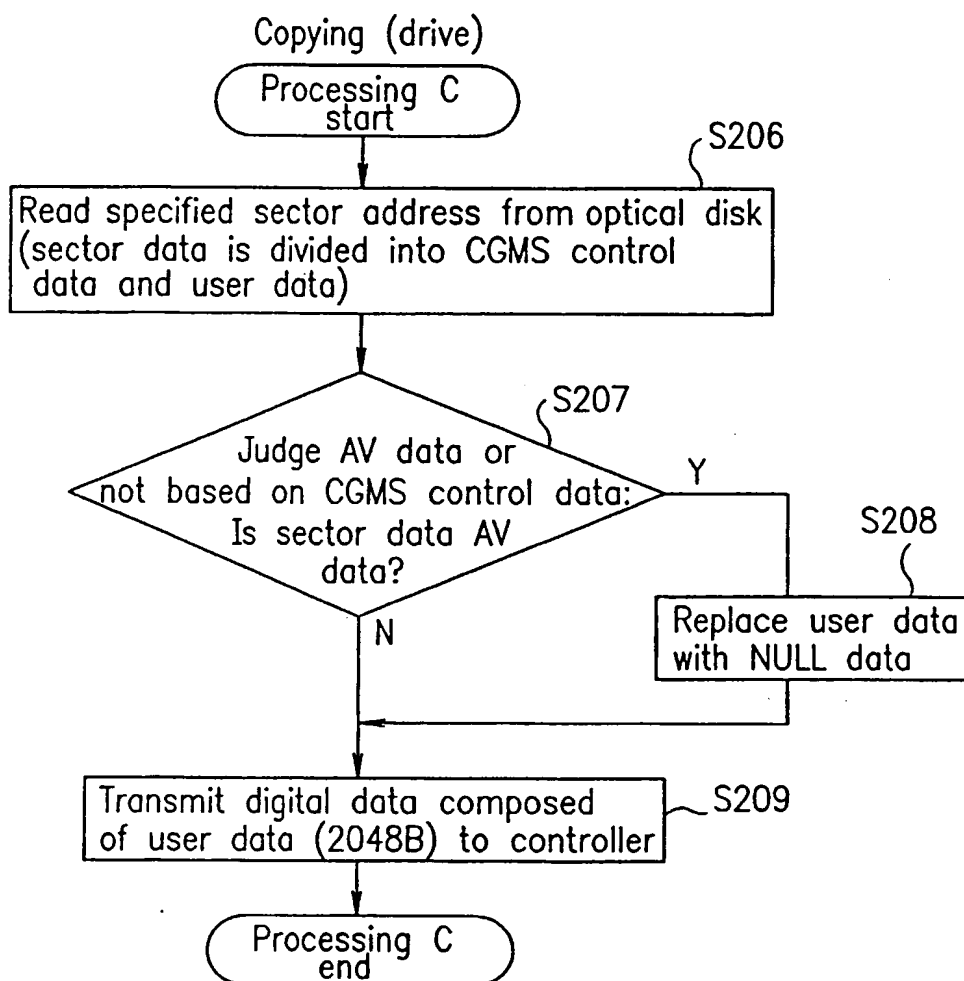 Copying (drive)
Processing C
start
S206
Read specified sector address from optical disk
(sector data is divided into CGMS control
data and user data)
S207
Judge AV data or
not based on CGMS control data:
Is sector data AV
data?
Y
N
S208
Replace user data
with NULL data
S209
Transmit digital data composed
of user data (2048B) to controller
Processing C
end